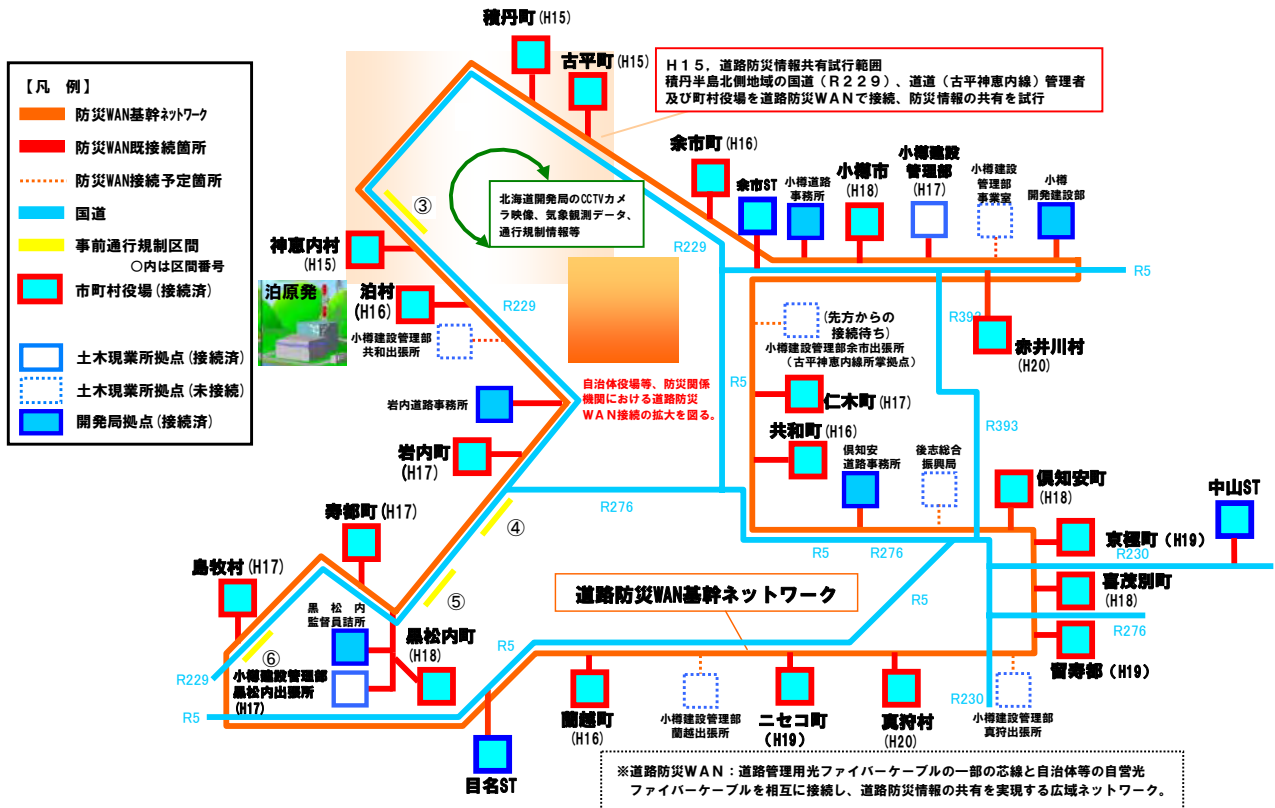 積丹町(H15)
古平町(H15)
H15．道路防災情報共有試行範囲
積丹半島北側地域の国道（R229）、道道（古平神恵内線）管理者
及び町村役場を道路防災WANで接続、防災情報の共有を試行
【凡　例】
防災WAN基幹ネットワーク
防災WAN既接続箇所
防災WAN接続予定箇所
国道
事前通行規制区間
○内は区間番号
市町村役場(接続済)
土木現業所拠点(接続済)
土木現業所拠点(未接続)
開発局拠点(接続済)
余市町(H16)
余市ST
小樽道路
事務所
小樽市
(H18)
小樽建設
管理部
(H17)
小樽建設
管理部
事業室
小樽
開発建設部
③
北海道開発局のCCTVカメ
ラ映像、気象観測データ、
通行規制情報等
R229
R5
神恵内村
(H15)
泊原発
泊村
(H16)
R229
小樽建設管理部
共和出張所
R393
赤井川村
(H20)
(先方からの
接続待ち)
小樽建設管理部余市出張所
(古平神恵内線所掌拠点)
自治体役場等、防災関係
機関における道路防災
WAN接続の拡大を図る。
R5
仁木町(H17)
岩内道路事務所
共和町(H16)
R393
岩内町
(H17)
倶知安
道路事務所
後志総合
振興局
倶知安町
(H18)
中山ST
R276
④
寿都町(H17)
京極町(H19)
R5
R276
R230
島牧村(H17)
道路防災WAN基幹ネットワーク
喜茂別町
(H18)
⑤
R5
黒　松　内
監督員詰所
R5
R276
黒松内町
(H18)
⑥
留寿都(H19)
小樽建設管理部
黒松内出張所
(H17)
R229
R230
R5
蘭越町
(H16)
小樽建設管理部
蘭越出張所
ニセコ町
(H19)
真狩村
(H20)
小樽建設管理部
真狩出張所
目名ST
※道路防災WAN：道路管理用光ファイバーケーブルの一部の芯線と自治体等の自営光
ファイバーケーブルを相互に接続し、道路防災情報の共有を実現する広域ネットワーク。